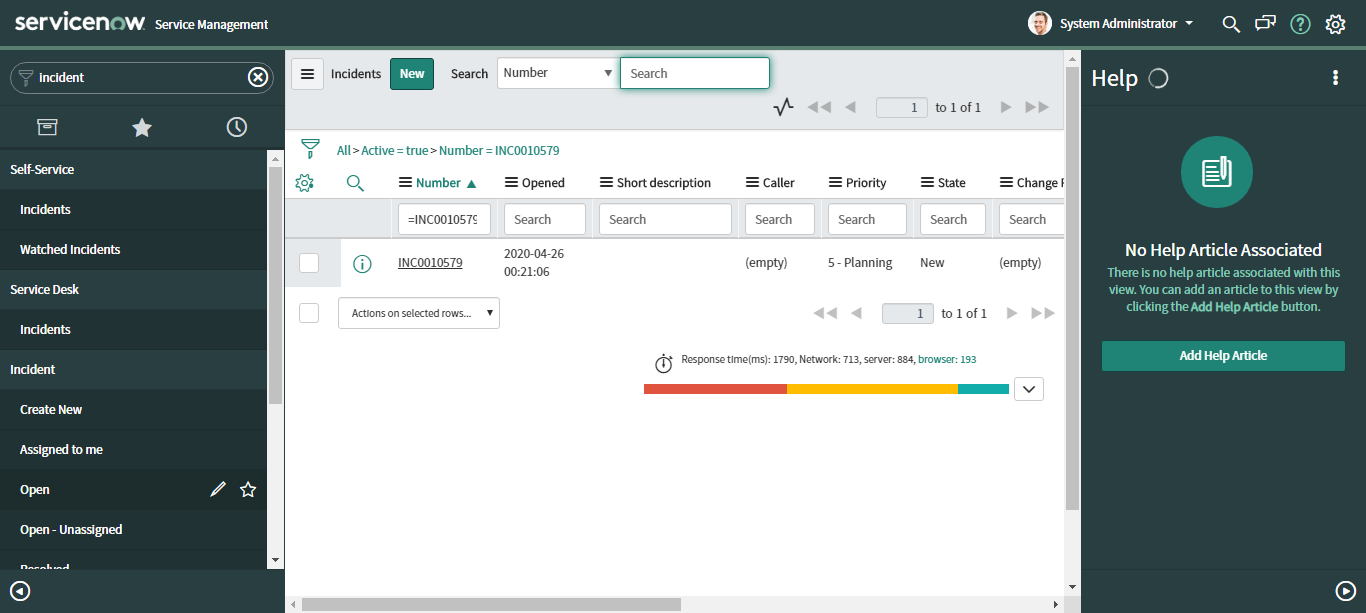 servicenow. Service Management
System Administrator
incident
Self-Service
Incidents
Watched Incidents
Service Desk
Incidents
Incident
Create New
Assigned to me
Open
Open - Unassigned
Resolved
Incidents New Search Number Search
1 to 1 of 1
All > Active = true > Number = INC0010579
Number Opened Short description Caller Priority State Change R
=INC0010579 Search Search Search Search Search Search
INC0010579 2020-04-26 00:21:06 (empty) 5 - Planning New (empty)
Actions on selected rows... 1 to 1 of 1
Response time(ms): 1790, Network: 713, server: 884, browser: 193
Help
No Help Article Associated
There is no help article associated with this
view. You can add an article to this view by
clicking the Add Help Article button.
Add Help Article